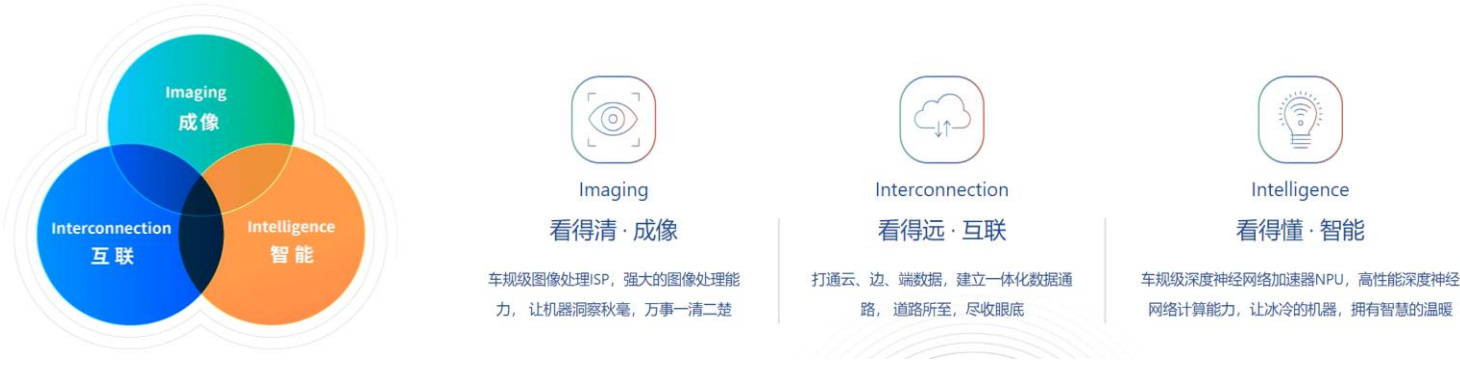 Imaging
成像
Interconnection
互联
Intelligence
智能
Imaging
看得清·成像
车规级图像处理ISP，强大的图像处理能
力， 让机器洞察秋毫，万事一清二楚
Interconnection
看得远·互联
打通云、边、端数据，建立一体化数据通
路， 道路所至，尽收眼底
Intelligence
看得懂·智能
车规级深度神经网络加速器NPU，高性能深度神经
网络计算能力，让冰冷的机器，拥有智慧的温暖